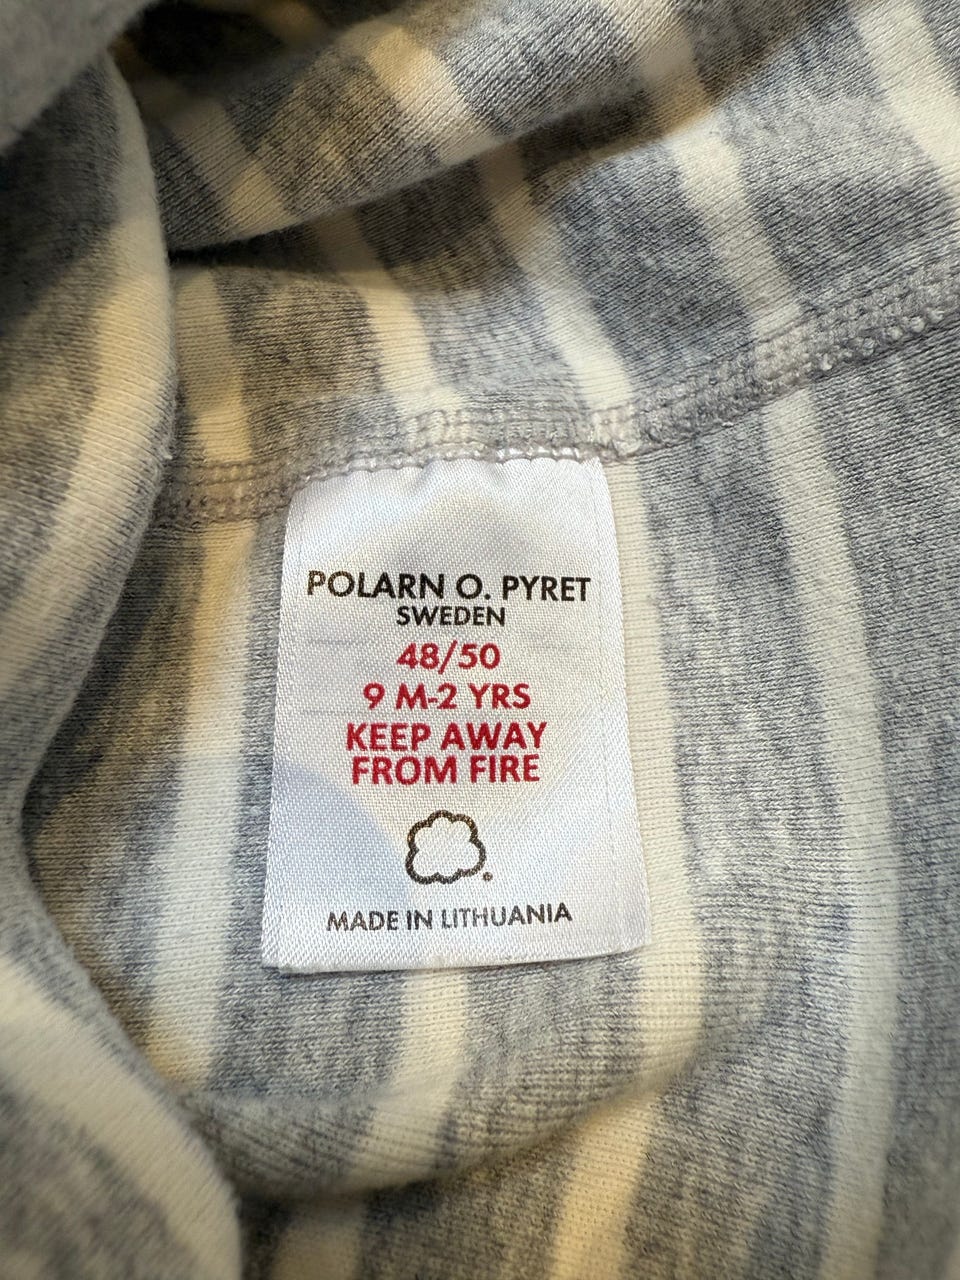 POLARN O. PYRET
SWEDEN
48/50
9 M-2 YRS
KEEP AWAY
FROM FIRE
MADE IN LITHUANIA